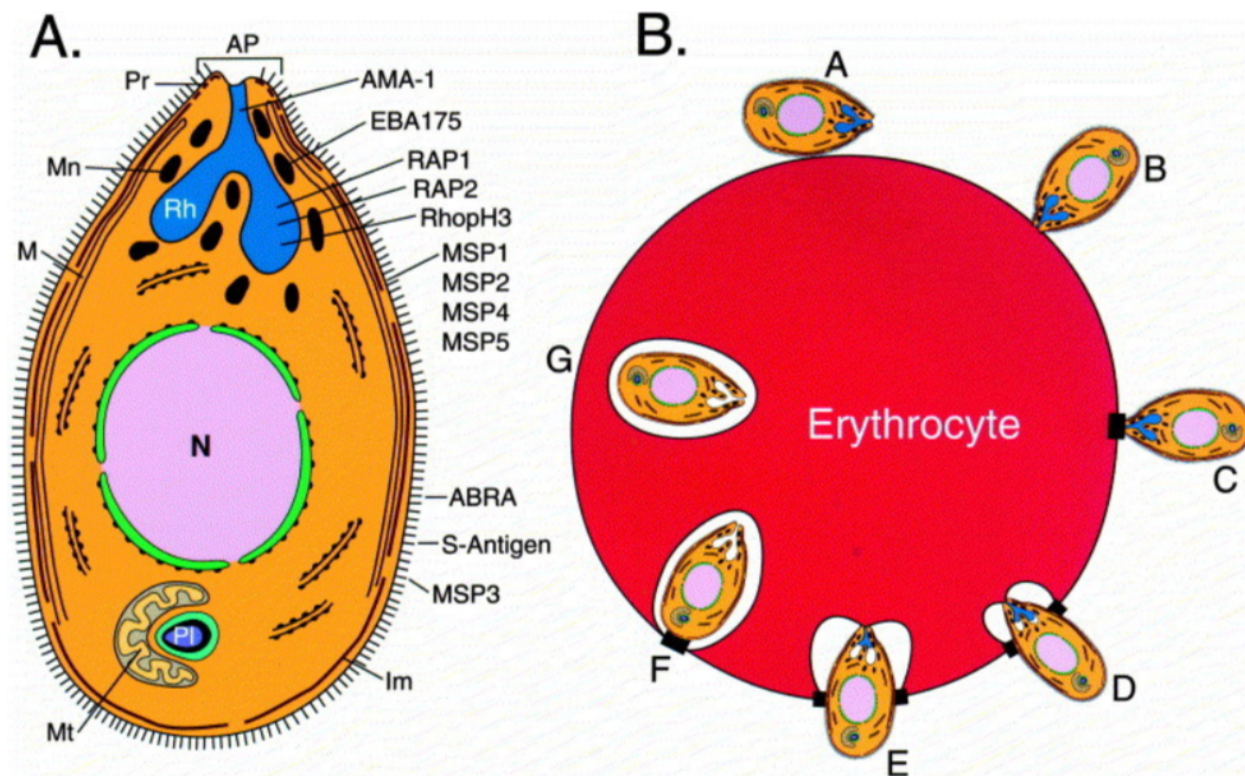 A.
AP
Pr
AMA-1
EBA175
Mn
RAP1
RAP2
Rh
RhopH3
M
MSP1
MSP2
MSP4
MSP5
N
ABRA
S-Antigen
MSP3
Pl
Im
Mt
B.
A
B
G
Erythrocyte
C
F
D
E